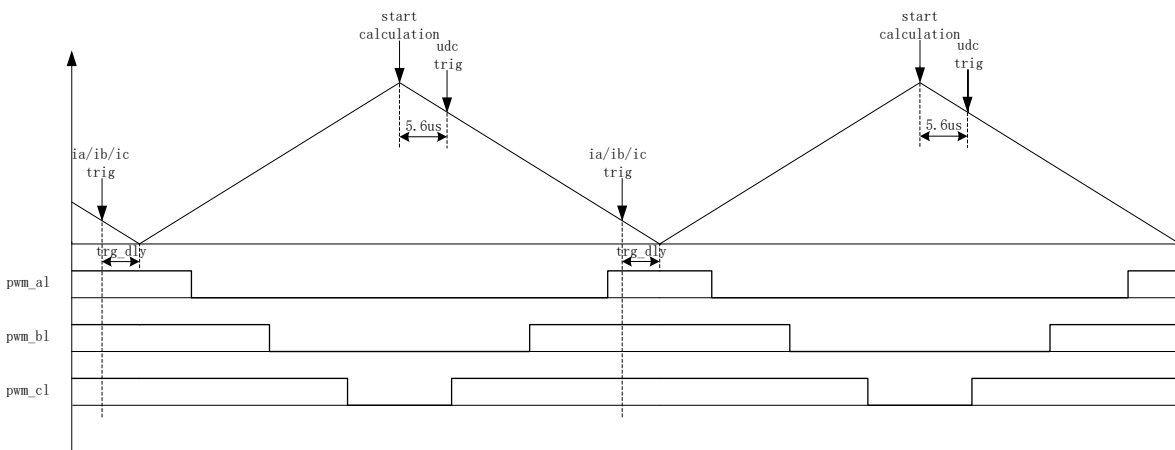 start
calculation
udc
trig
5.6us
ia/ib/ic
trig
trg_dly
start
calculation
udc
trig
5.6us
ia/ib/ic
trig
trg_dly
pwm_al
pwm_bl
pwm_cl